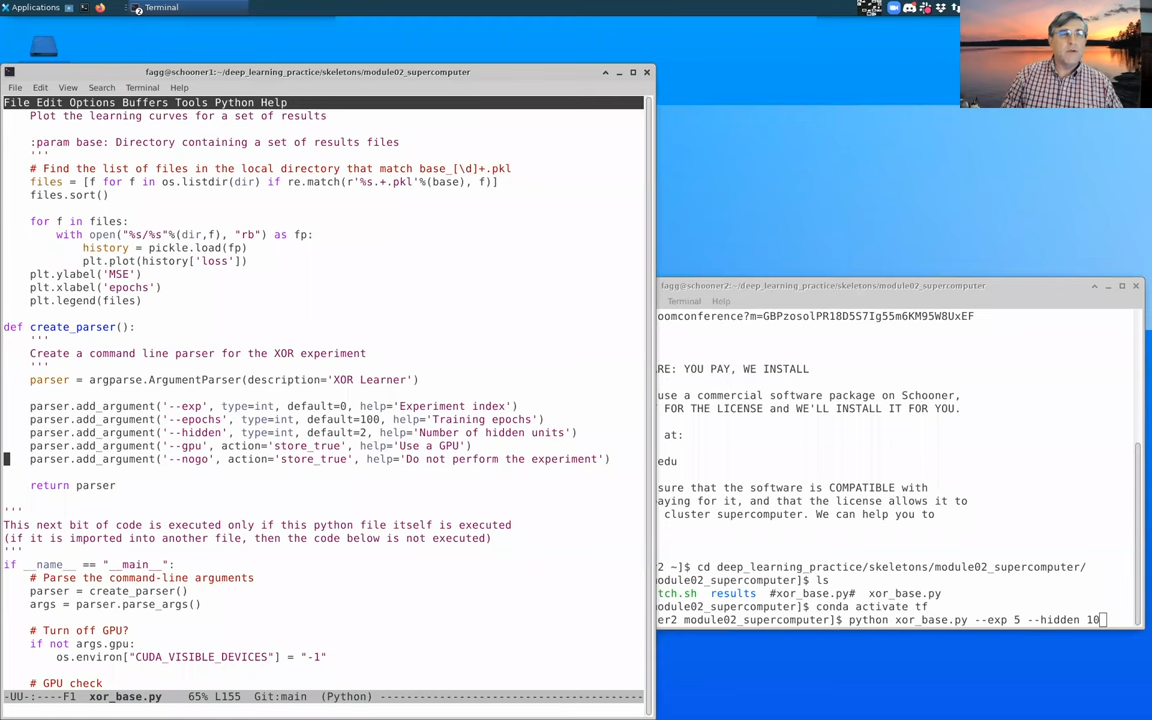 Applications
Terminal
fagg@schooner1:~/deep_learning_practice/skeletons/module02_supercomputer
File Edit View Search Terminal Help
File Edit Options Buffers Tools Python Help
    Plot the learning curves for a set of results

    :param base: Directory containing a set of results files
    '''
    # Find the list of files in the local directory that match base_[\d]+.pkl
    files = [f for f in os.listdir(dir) if re.match(r'%s.+.pkl'%(base), f)]
    files.sort()

    for f in files:
        with open("%s/%s"%(dir,f), "rb") as fp:
            history = pickle.load(fp)
            plt.plot(history['loss'])
    plt.ylabel('MSE')
    plt.xlabel('epochs')
    plt.legend(files)

def create_parser():
    '''
    Create a command line parser for the XOR experiment
    '''
    parser = argparse.ArgumentParser(description='XOR Learner')

    parser.add_argument('--exp', type=int, default=0, help='Experiment index')
    parser.add_argument('--epochs', type=int, default=100, help='Training epochs')
    parser.add_argument('--hidden', type=int, default=2, help='Number of hidden units')
    parser.add_argument('--gpu', action='store_true', help='Use a GPU')
    parser.add_argument('--nogo', action='store_true', help='Do not perform the experiment')

    return parser

'''
This next bit of code is executed only if this python file itself is executed
(if it is imported into another file, then the code below is not executed)
'''
if __name__ == "__main__":
    # Parse the command-line arguments
    parser = create_parser()
    args = parser.parse_args()

    # Turn off GPU?
    if not args.gpu:
        os.environ["CUDA_VISIBLE_DEVICES"] = "-1"

    # GPU check
-UU-:----F1 xor_base.py 65% L155 Git:main (Python)
fagg@schooner2:~/deep_learning_practice/skeletons/module02_supercomputer
Terminal Help
oomconference?m=GBPzosolPR18D5S7Ig55m6KM95W8UxEF
RE: YOU PAY, WE INSTALL
use a commercial software package on Schooner,
FOR THE LICENSE and WE'LL INSTALL IT FOR YOU.
at:
edu
sure that the software is COMPATIBLE with
aying for it, and that the license allows it to
cluster supercomputer. We can help you to
r2 ~]$ cd deep_learning_practice/skeletons/module02_supercomputer/
module02_supercomputer]$ ls
tch.sh results #xor_base.py# xor_base.py
module02_supercomputer]$ conda activate tf
er2 module02_supercomputer]$ python xor_base.py --exp 5 --hidden 10